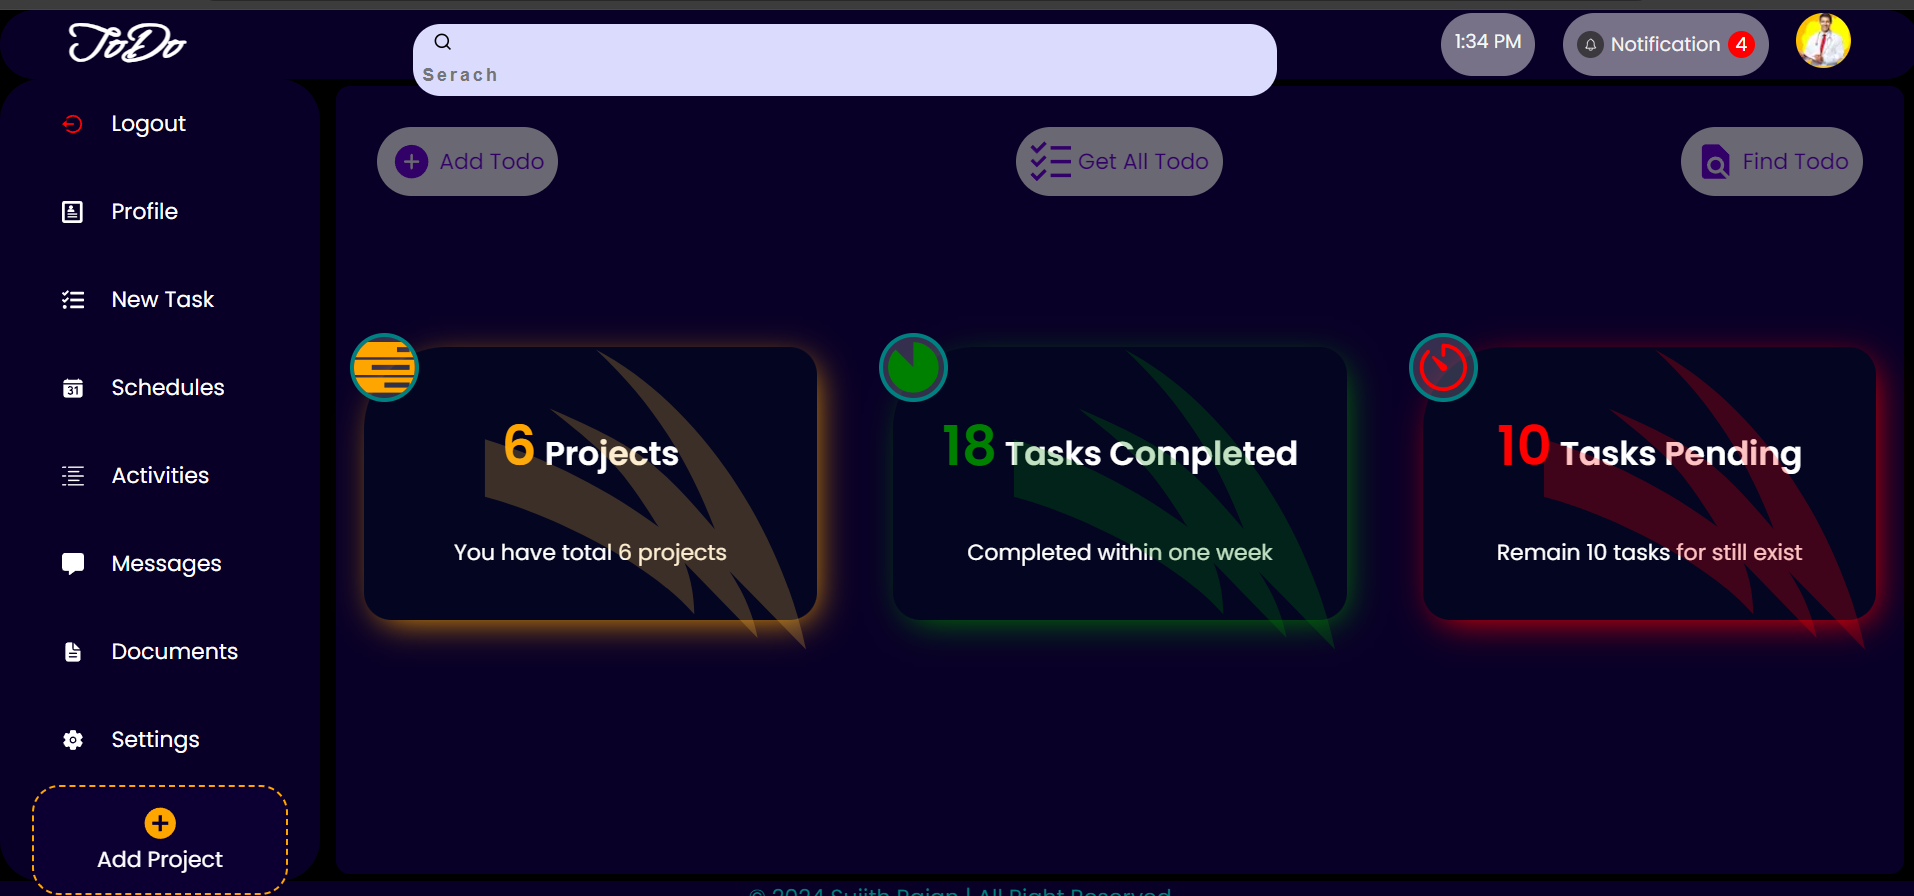 ToDo
Serach
1:34 PM
Notification 4
Logout
Profile
New Task
31
Schedules
Activities
Messages
Documents
Settings
Add Project
Add Todo
Get All Todo
Find Todo
6 Projects
You have total 6 projects
18 Tasks Completed
Completed within one week
10 Tasks Pending
Remain 10 tasks for still exist
© 2024 Sujith Rajan | All Right Reserved